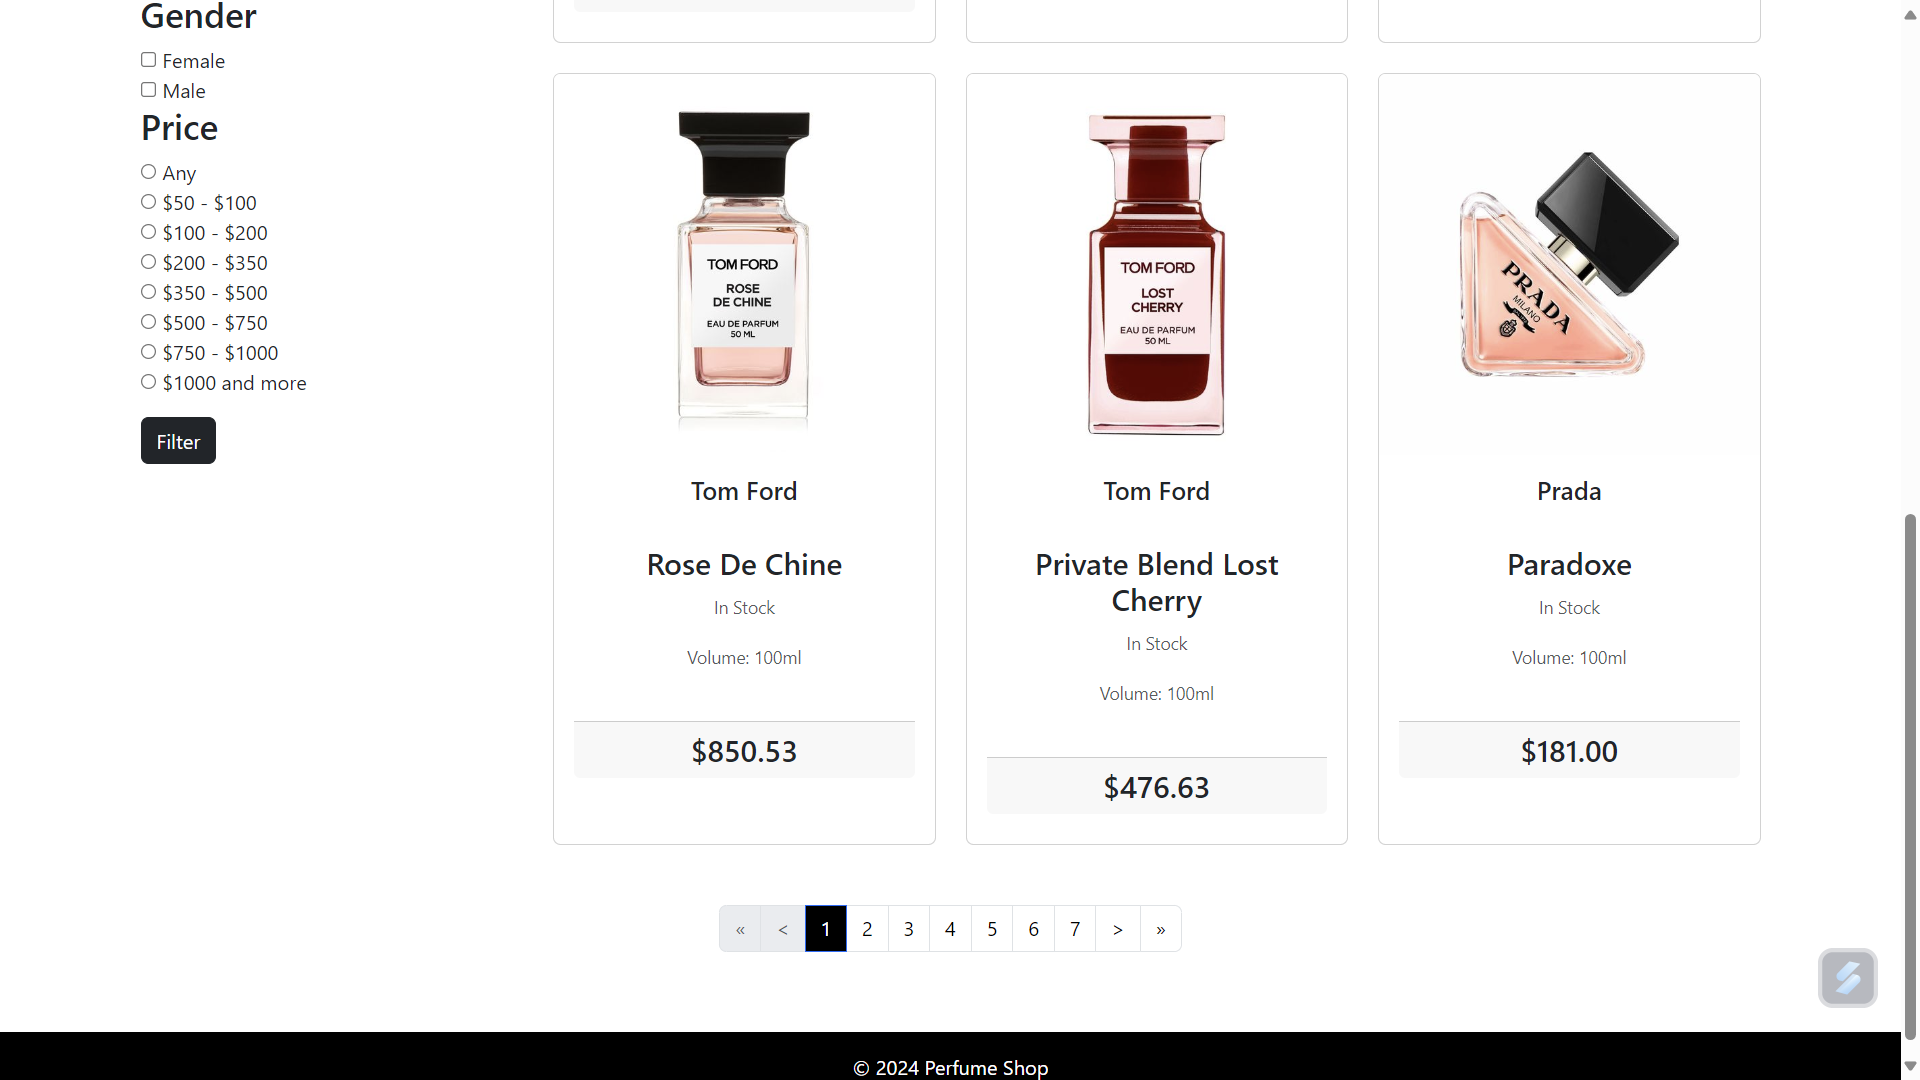 Gender
Female
Male
Price
Any
$50 - $100
$100 - $200
$200 - $350
$350 - $500
$500 - $750
$750 - $1000
$1000 and more
Filter
TOM FORD
ROSE
DE CHINE
EAU DE PARFUM
50 ML
Tom Ford
Rose De Chine
In Stock
Volume: 100ml
$850.53
TOM FORD
LOST
CHERRY
EAU DE PARFUM
50 ML
Tom Ford
Private Blend Lost
Cherry
In Stock
Volume: 100ml
$476.63
PRADA
MILANO
Prada
Paradoxe
In Stock
Volume: 100ml
$181.00
« < 1 2 3 4 5 6 7 > »
© 2024 Perfume Shop